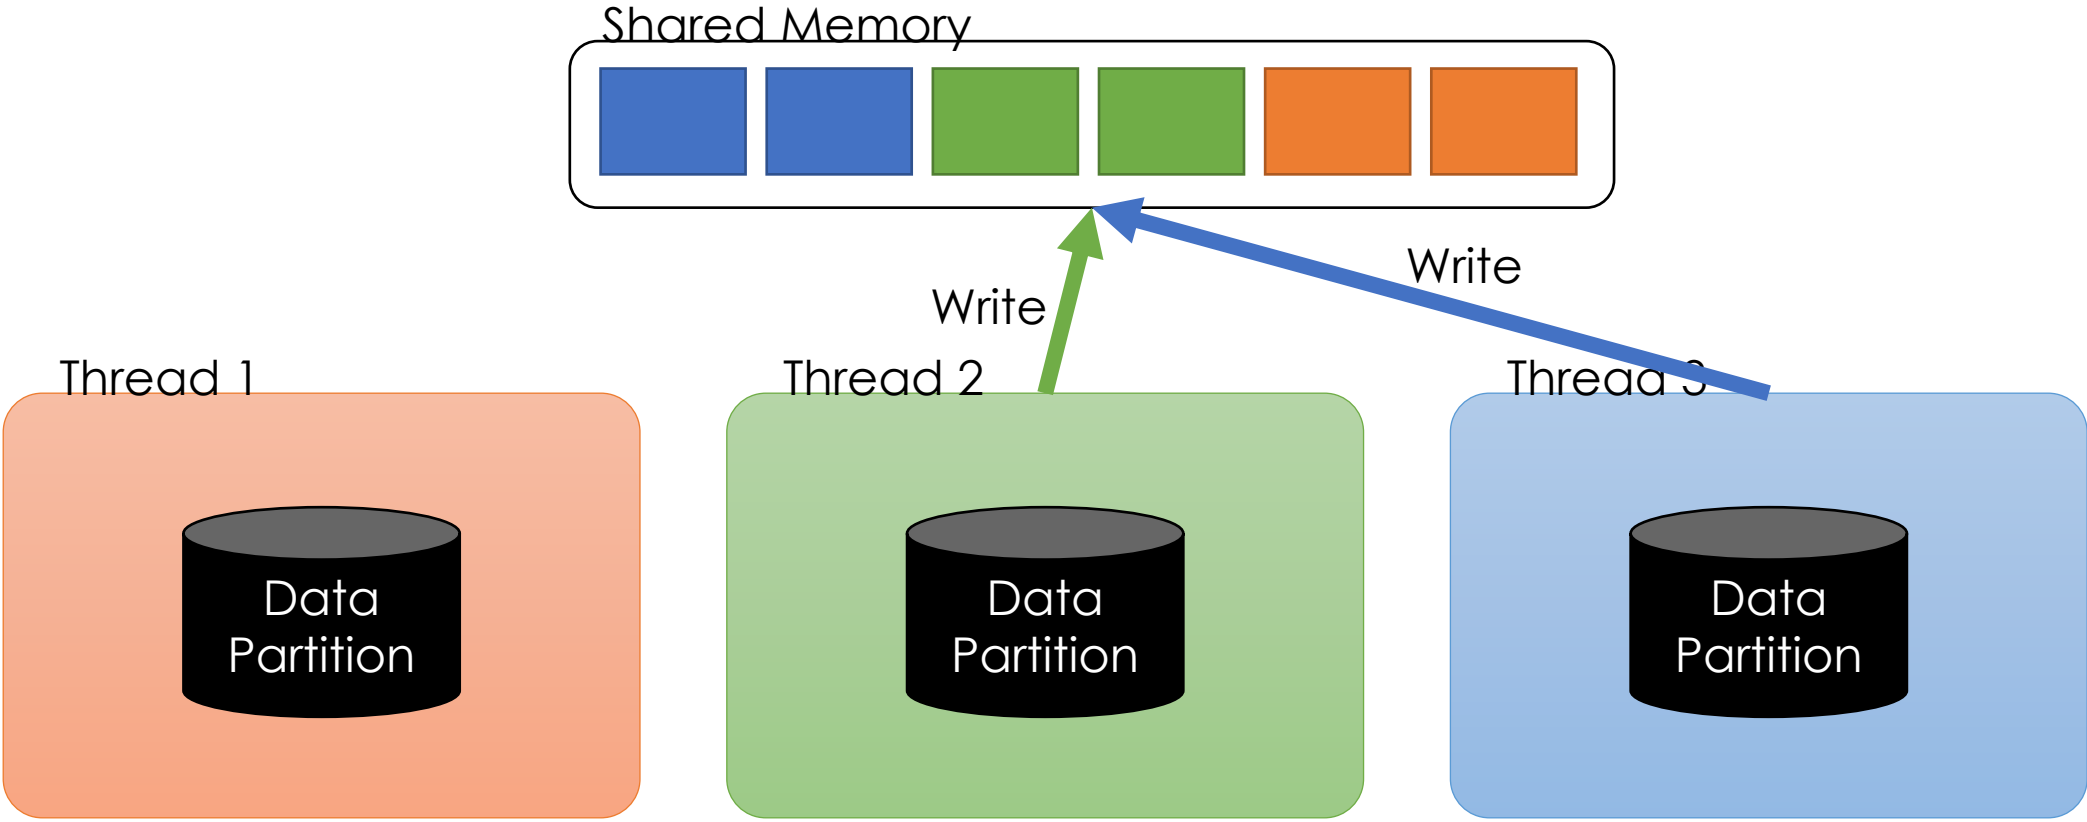 Shared Memory
Write
Write
Thread 1
Thread 2
Thread 3
Data
Partition
Data
Partition
Data
Partition